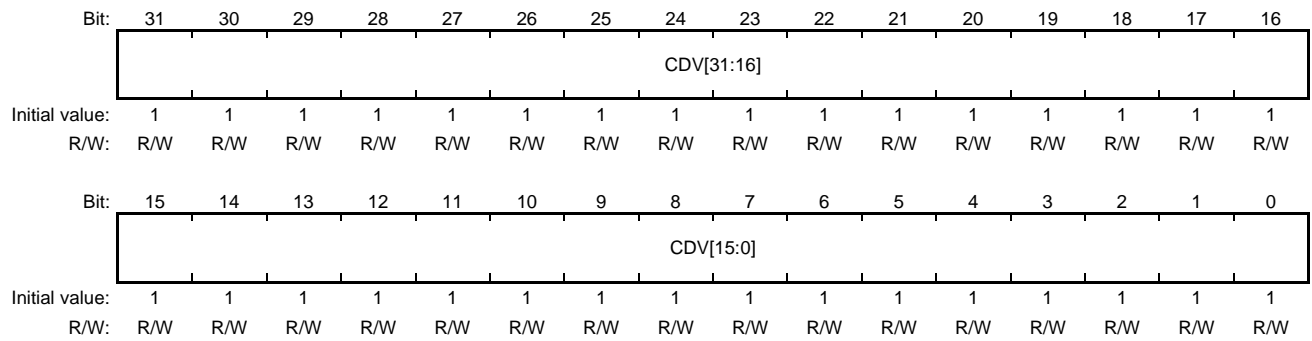 Bit: 31 30 29 28 27 26 25 24 23 22 21 20 19 18 17 16
CDV[31:16]
Initial value: 1 1 1 1 1 1 1 1 1 1 1 1 1 1 1 1
R/W: R/W R/W R/W R/W R/W R/W R/W R/W R/W R/W R/W R/W R/W R/W R/W R/W
Bit: 15 14 13 12 11 10 9 8 7 6 5 4 3 2 1 0
CDV[15:0]
Initial value: 1 1 1 1 1 1 1 1 1 1 1 1 1 1 1 1
R/W: R/W R/W R/W R/W R/W R/W R/W R/W R/W R/W R/W R/W R/W R/W R/W R/W